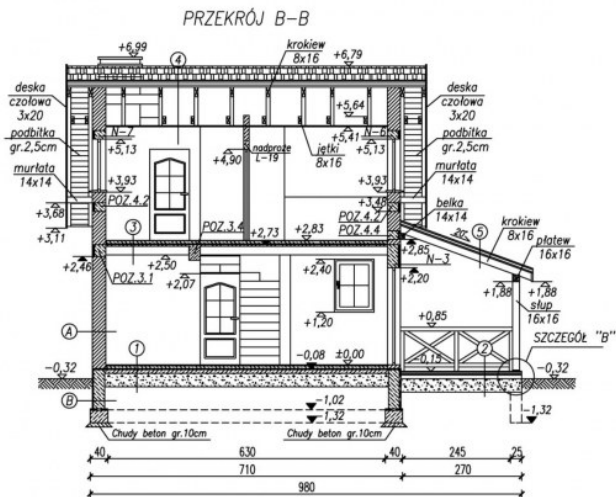 PRZEKRÓJ B-B
+6,99
krokiew
8x16
+6,79
4
deska
czołowa
3x20
podbitka
gr.2,5cm
murłata
14x14
N-7
+5,13
+3,93
POZ.4.2
+3,68
+3,11
+4,90
nadproże
L-19
+5,64
+5,41
jętki
8x16
N-6
+5,13
+3,93
+3,48
POZ.4.2
POZ.4.4
deska
czołowa
3x20
podbitka
gr.2,5cm
murłata
14x14
belka
14x14
3
POZ.3.4
+2,73
+2,83
+2,85
20°
5
krokiew
8x16
płatew
16x16
+2,46
POZ.3.1
+2,50
+2,07
+2,40
N-3
+2,20
+1,88
+1,88
słup
16x16
+1,20
+0,85
SZCZEGÓŁ "B"
A
1
-0,08
±0,00
-0,15
2
-0,32
-0,32
B
-1,02
-1,32
-1,32
Chudy beton gr.10cm
Chudy beton gr.10cm
40
630
40
245
25
710
270
980